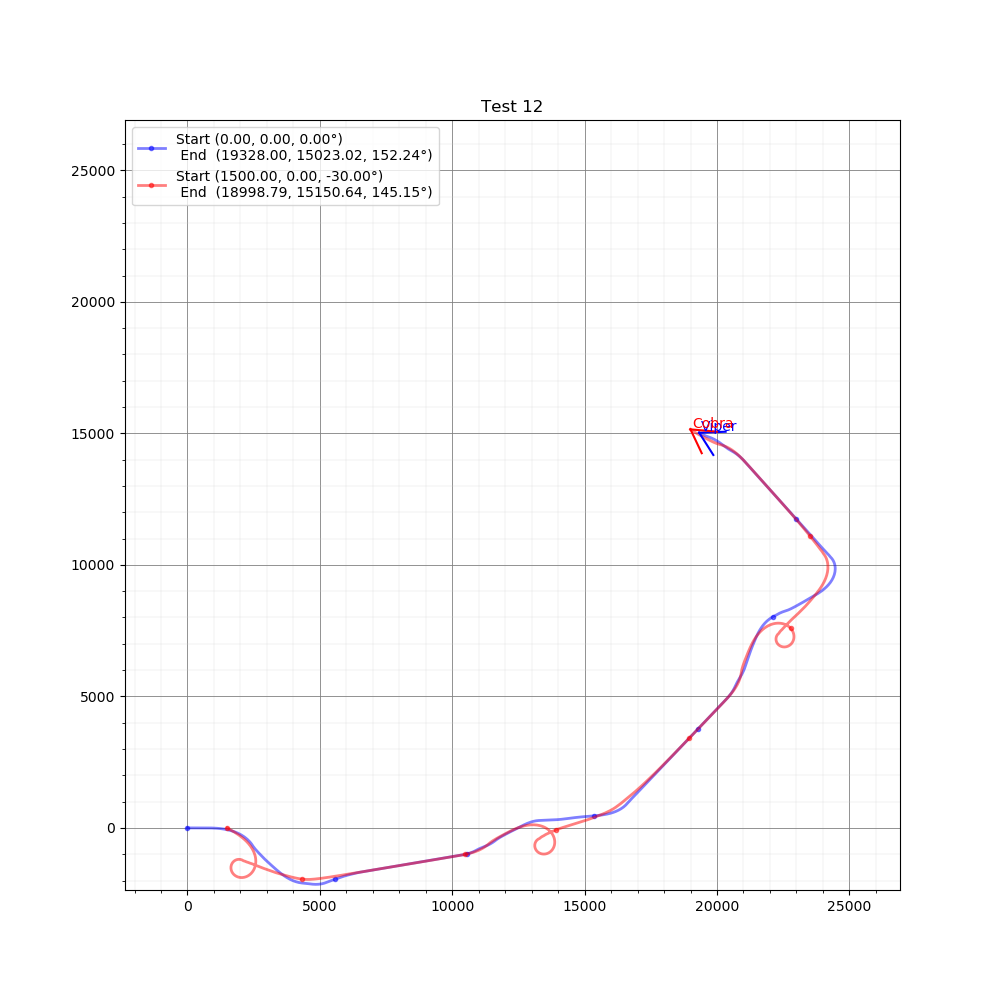 Test 12
Start (0.00, 0.00, 0.00°)
End (19328.00, 15023.02, 152.24°)
Start (1500.00, 0.00, -30.00°)
End (18998.79, 15150.64, 145.15°)
25000
20000
15000
10000
5000
0
Cobra
Viper
0 5000 10000 15000 20000 25000